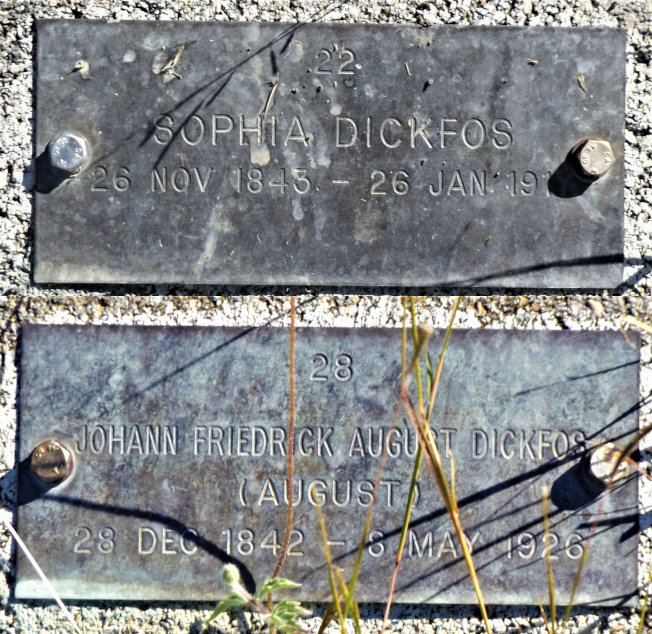 22
SOPHIA DICKFOS
26 NOV 1843 - 26 JAN
28
JOHANN FRIEDRICK AUGUST DICKFOS
(AUGUST)
28 DEC 1842 - 8 MAY 1926